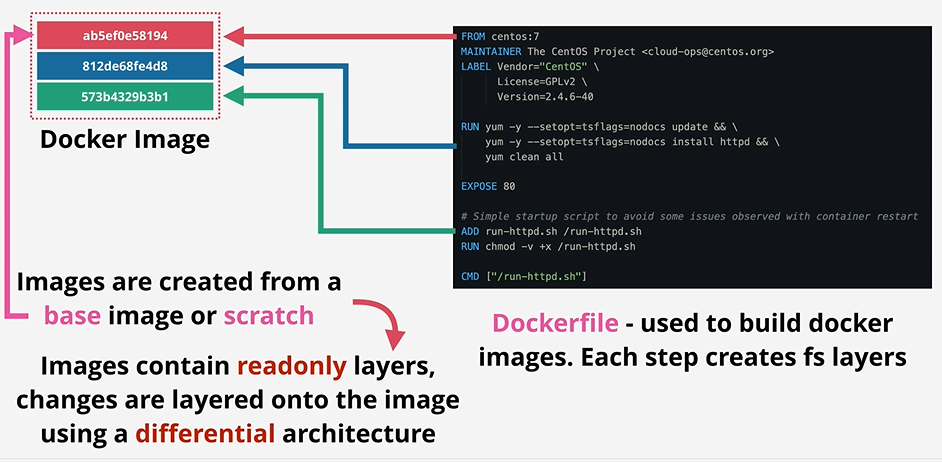 ab5ef0e58194
812de68fe4d8
573b4329b3b1
Docker Image
FROM centos:7
MAINTAINER The CentOS Project <cloud-ops@centos.org>
LABEL Vendor="CentOS" \
License=GPLv2 \
Version=2.4.6-40
RUN yum -y --setopt=tsflags=nodocs update && \
yum -y --setopt=tsflags=nodocs install httpd && \
yum clean all
EXPOSE 80
# Simple startup script to avoid some issues observed with container restart
ADD run-httpd.sh /run-httpd.sh
RUN chmod -v +x /run-httpd.sh
CMD ["/run-httpd.sh"]
Images are created from a
base image or scratch
Images contain readonly layers,
changes are layered onto the image
using a differential architecture
Dockerfile - used to build docker
images. Each step creates fs layers